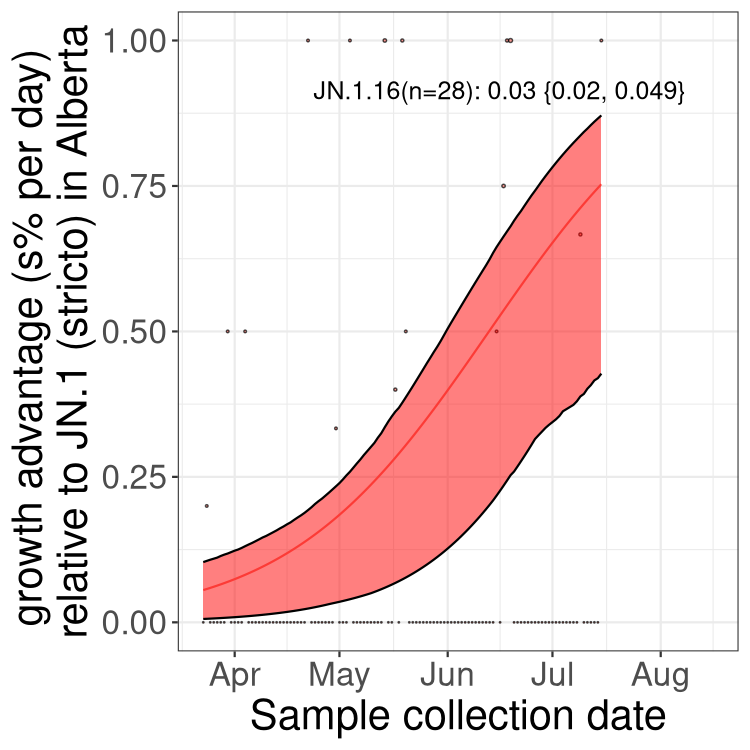 growth advantage (s% per day)
relative to JN.1 (stricto) in Alberta
1.00
0.75
0.50
0.25
0.00
JN.1.16(n=28): 0.03 {0.02, 0.049}
Apr May Jun Jul Aug
Sample collection date